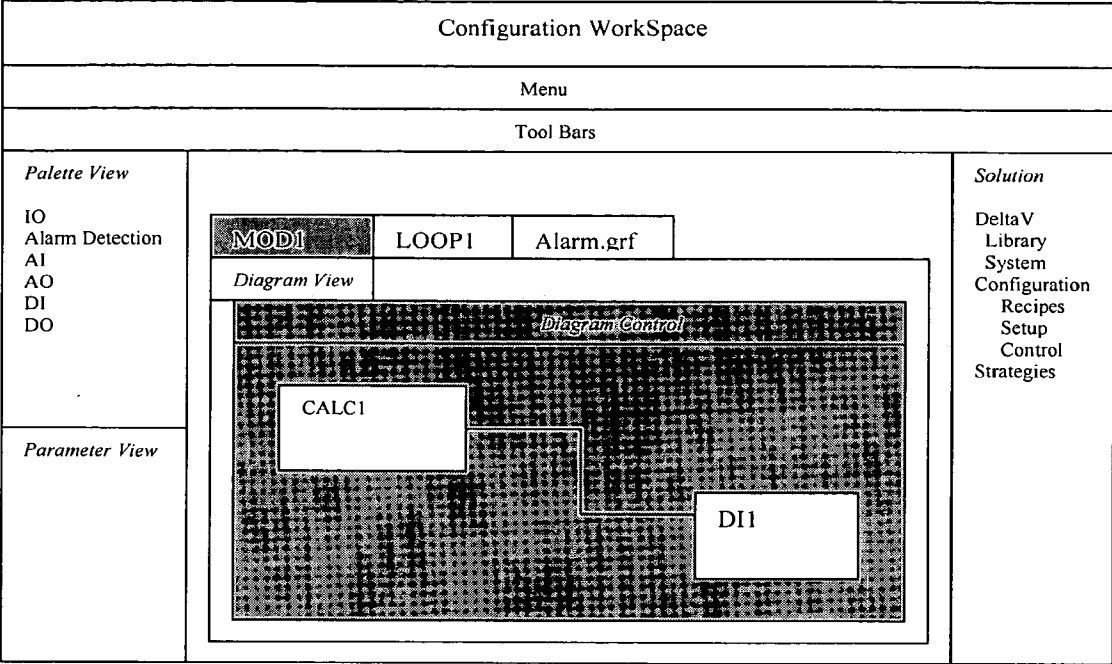 Configuration WorkSpace
Menu
Tool Bars
Palette View
IO
Alarm Detection
AI
AO
DI
DO
Parameter View
MOD1
LOOP1
Alarm.grf
Diagram View
Diagram Control
CALC1
DI1
Solution
DeltaV
Library
System
Configuration
Recipes
Setup
Control
Strategies